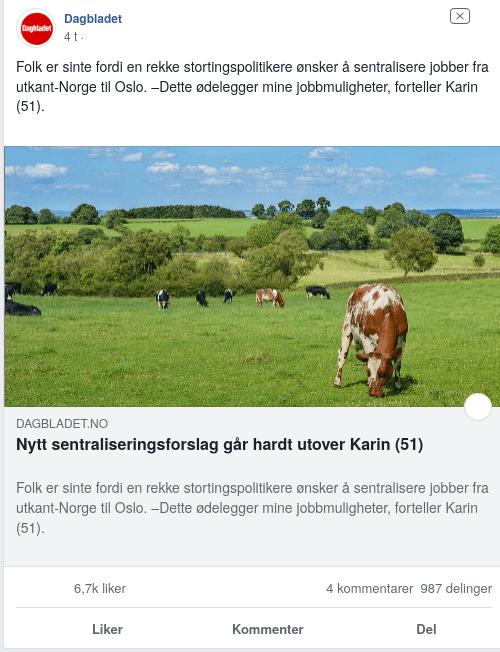 Dagbladet
Dagbladet
4 t ·
Folk er sinte fordi en rekke stortingspolitikere ønsker å sentralisere jobber fra
utkant-Norge til Oslo. –Dette ødelegger mine jobbmuligheter, forteller Karin
(51).
DAGBLADET.NO
Nytt sentraliseringsforslag går hardt utover Karin (51)
Folk er sinte fordi en rekke stortingspolitikere ønsker å sentralisere jobber fra
utkant-Norge til Oslo. –Dette ødelegger mine jobbmuligheter, forteller Karin
(51).
6,7k liker
4 kommentarer 987 delinger
Liker Kommenter Del